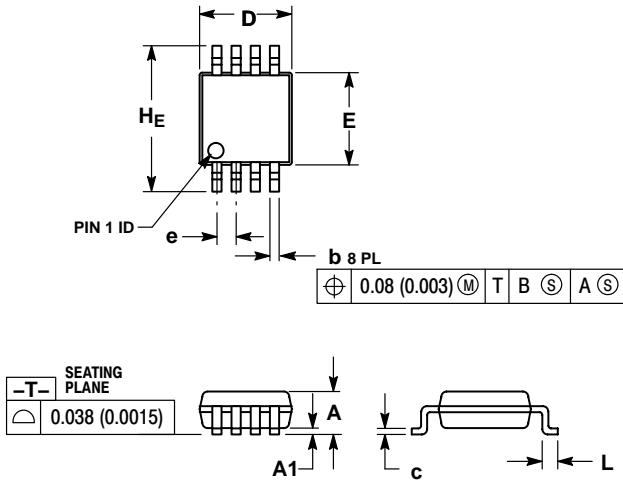 D
HE
E
PIN 1 ID
e
b 8 PL
⌖ 0.08 (0.003) Ⓜ T B Ⓢ A Ⓢ
–T– SEATING
PLANE
⌓ 0.038 (0.0015)
A
A1
c
L